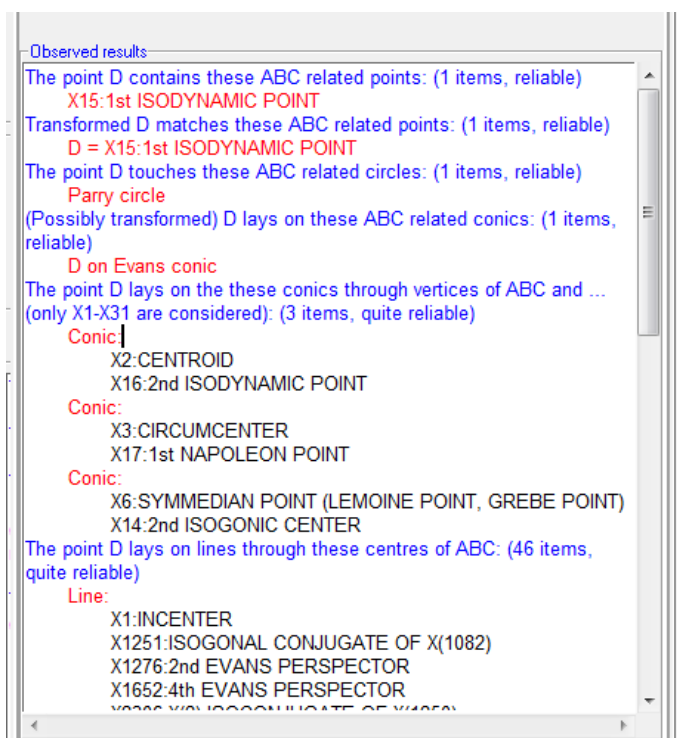 Observed results
The point D contains these ABC related points: (1 items, reliable)
X15:1st ISODYNAMIC POINT
Transformed D matches these ABC related points: (1 items, reliable)
D = X15:1st ISODYNAMIC POINT
The point D touches these ABC related circles: (1 items, reliable)
Parry circle
(Possibly transformed) D lays on these ABC related conics: (1 items,
reliable)
D on Evans conic
The point D lays on the these conics through vertices of ABC and ...
(only X1-X31 are considered): (3 items, quite reliable)
Conic:
X2:CENTROID
X16:2nd ISODYNAMIC POINT
Conic:
X3:CIRCUMCENTER
X17:1st NAPOLEON POINT
Conic:
X6:SYMMEDIAN POINT (LEMOINE POINT, GREBE POINT)
X14:2nd ISOGONIC CENTER
The point D lays on lines through these centres of ABC: (46 items,
quite reliable)
Line:
X1:INCENTER
X1251:ISOGONAL CONJUGATE OF X(1082)
X1276:2nd EVANS PERSPECTOR
X1652:4th EVANS PERSPECTOR